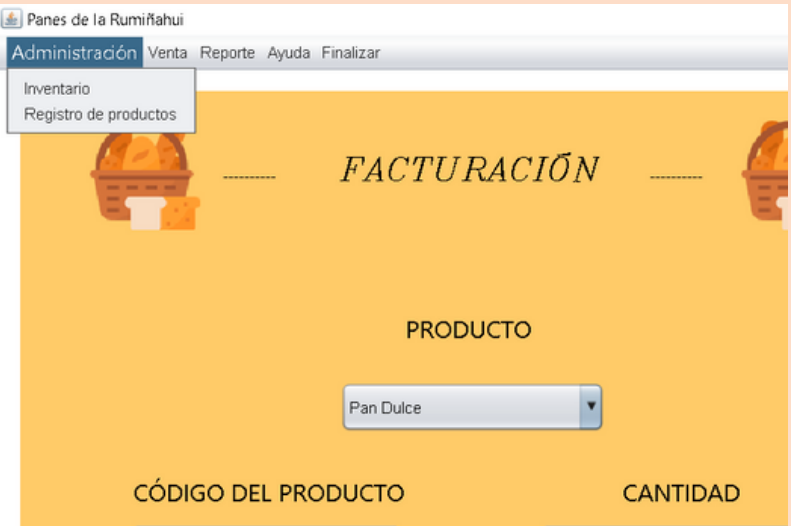 Panes de la Rumiñahui
Administración Venta Reporte Ayuda Finalizar
Inventario
Registro de productos
FACTURACIÓN
PRODUCTO
Pan Dulce
CÓDIGO DEL PRODUCTO CANTIDAD